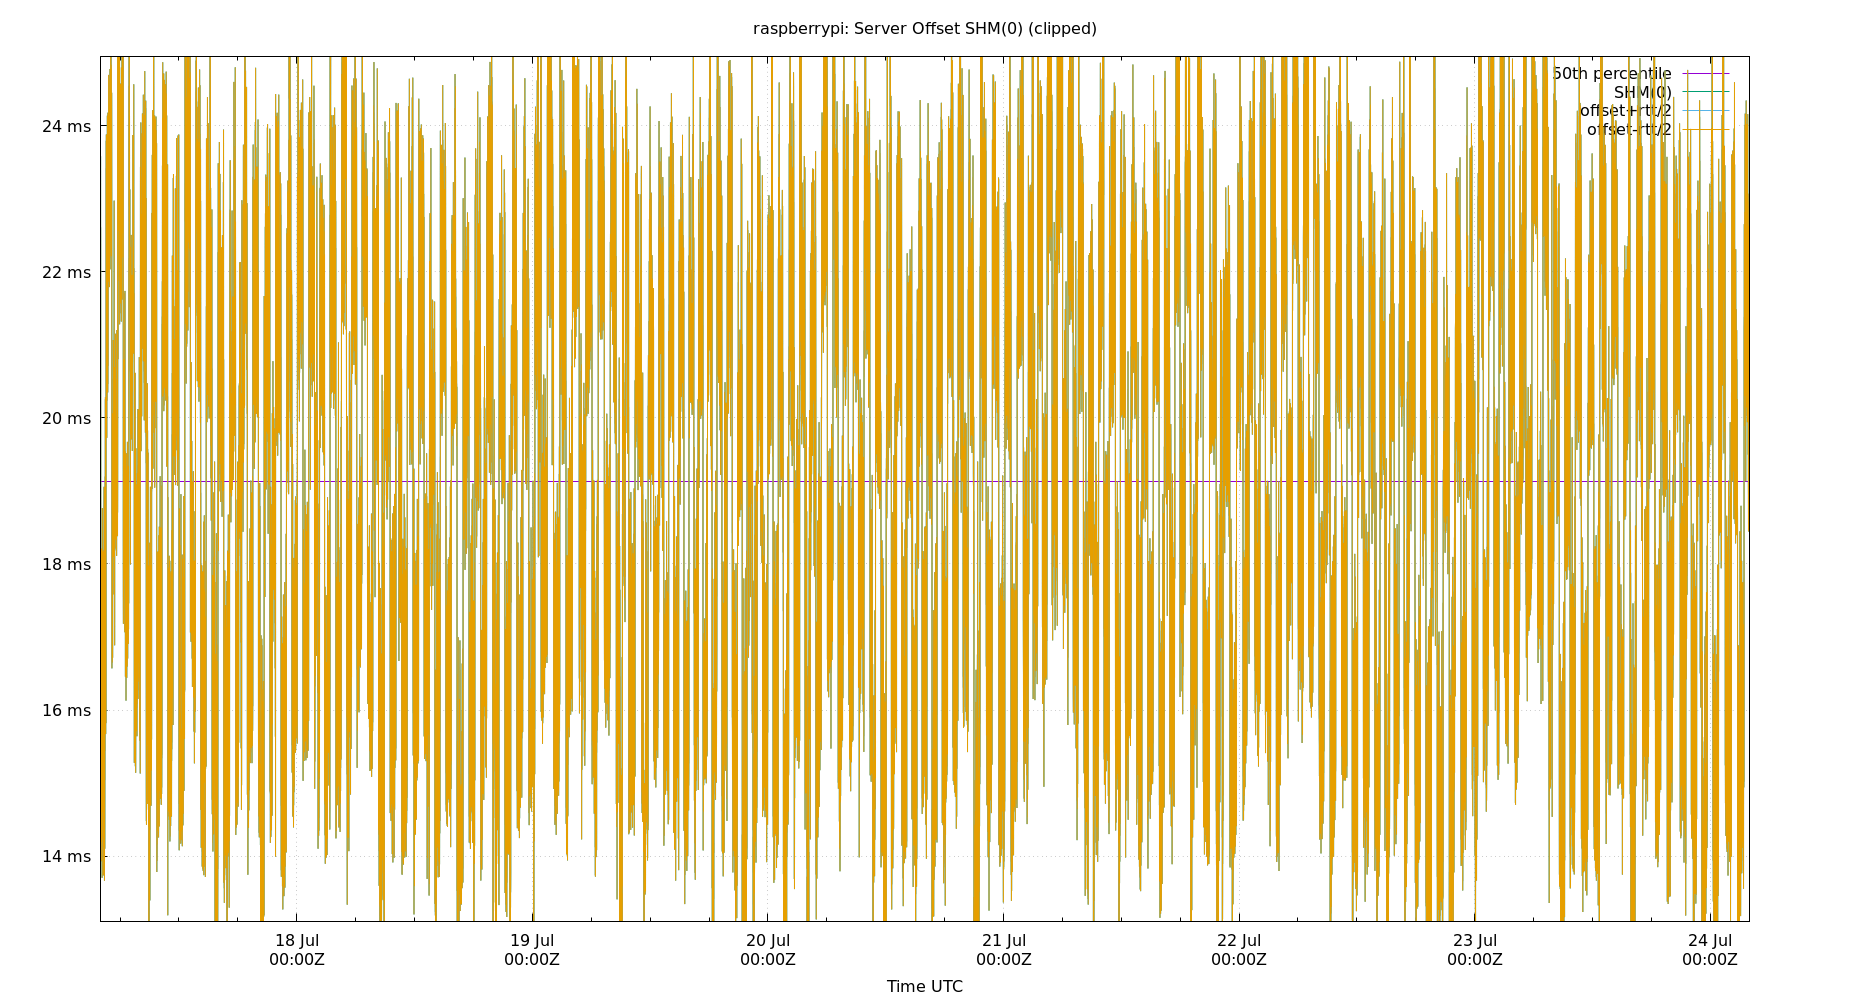 raspberrypi: Server Offset SHM(0) (clipped)
50th percentile
SHM(0)
offset+rtt/2
offset-rtt/2
24 ms
22 ms
20 ms
18 ms
16 ms
14 ms
18 Jul 19 Jul 20 Jul 21 Jul 22 Jul 23 Jul 24 Jul
00:00Z 00:00Z 00:00Z 00:00Z 00:00Z 00:00Z 00:00Z
Time UTC